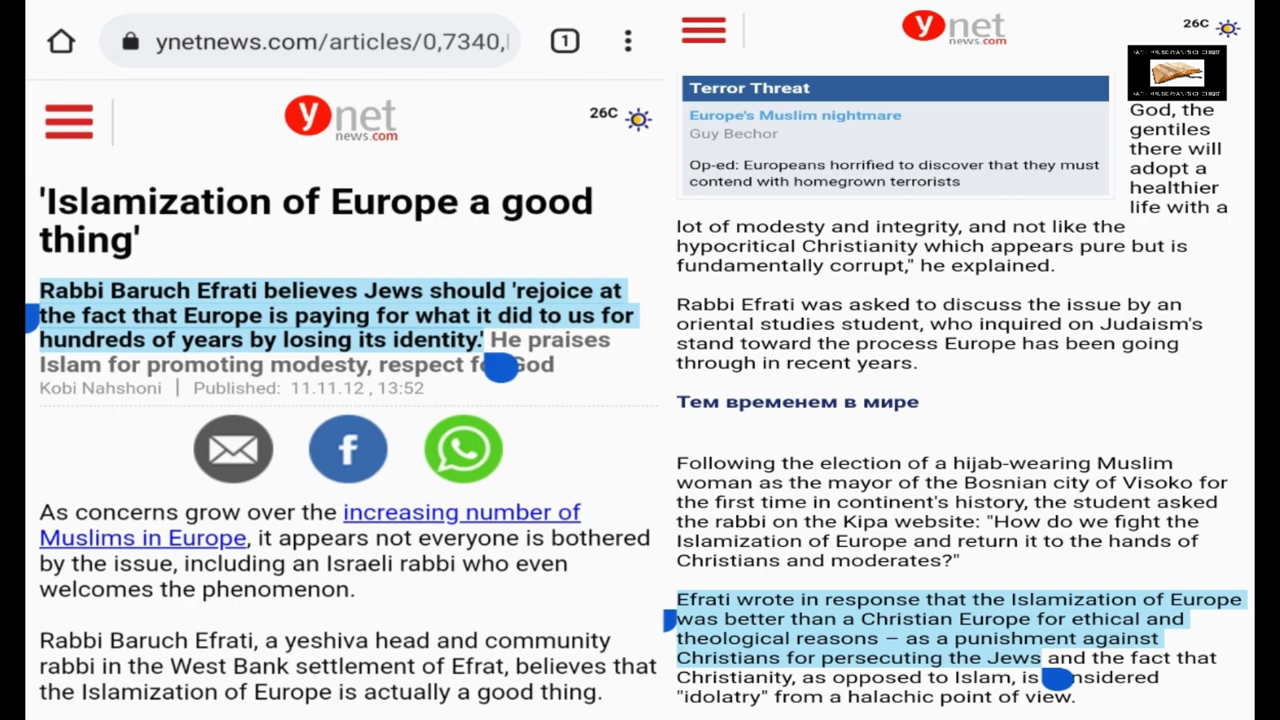 ynetnews.com/articles/0,7340,
1
ynet
news.com
26C
'Islamization of Europe a good
thing'
Rabbi Baruch Efrati believes Jews should 'rejoice at
the fact that Europe is paying for what it did to us for
hundreds of years by losing its identity.' He praises
Islam for promoting modesty, respect God
Kobi Nahshoni | Published: 11.11.12 , 13:52
f
As concerns grow over the increasing number of
Muslims in Europe, it appears not everyone is bothered
by the issue, including an Israeli rabbi who even
welcomes the phenomenon.
Rabbi Baruch Efrati, a yeshiva head and community
rabbi in the West Bank settlement of Efrat, believes that
the Islamization of Europe is actually a good thing.
ynet
news.com
26C
Terror Threat
Europe's Muslim nightmare
Guy Bechor
Op-ed: Europeans horrified to discover that they must
contend with homegrown terrorists
God, the
gentiles
there will
adopt a
healthier
life with a
lot of modesty and integrity, and not like the
hypocritical Christianity which appears pure but is
fundamentally corrupt," he explained.
Rabbi Efrati was asked to discuss the issue by an
oriental studies student, who inquired on Judaism's
stand toward the process Europe has been going
through in recent years.
Тем временем в мире
Following the election of a hijab-wearing Muslim
woman as the mayor of the Bosnian city of Visoko for
the first time in continent's history, the student asked
the rabbi on the Kipa website: "How do we fight the
Islamization of Europe and return it to the hands of
Christians and moderates?"
Efrati wrote in response that the Islamization of Europe
was better than a Christian Europe for ethical and
theological reasons – as a punishment against
Christians for persecuting the Jews and the fact that
Christianity, as opposed to Islam, is
"idolatry" from a halachic point of view.